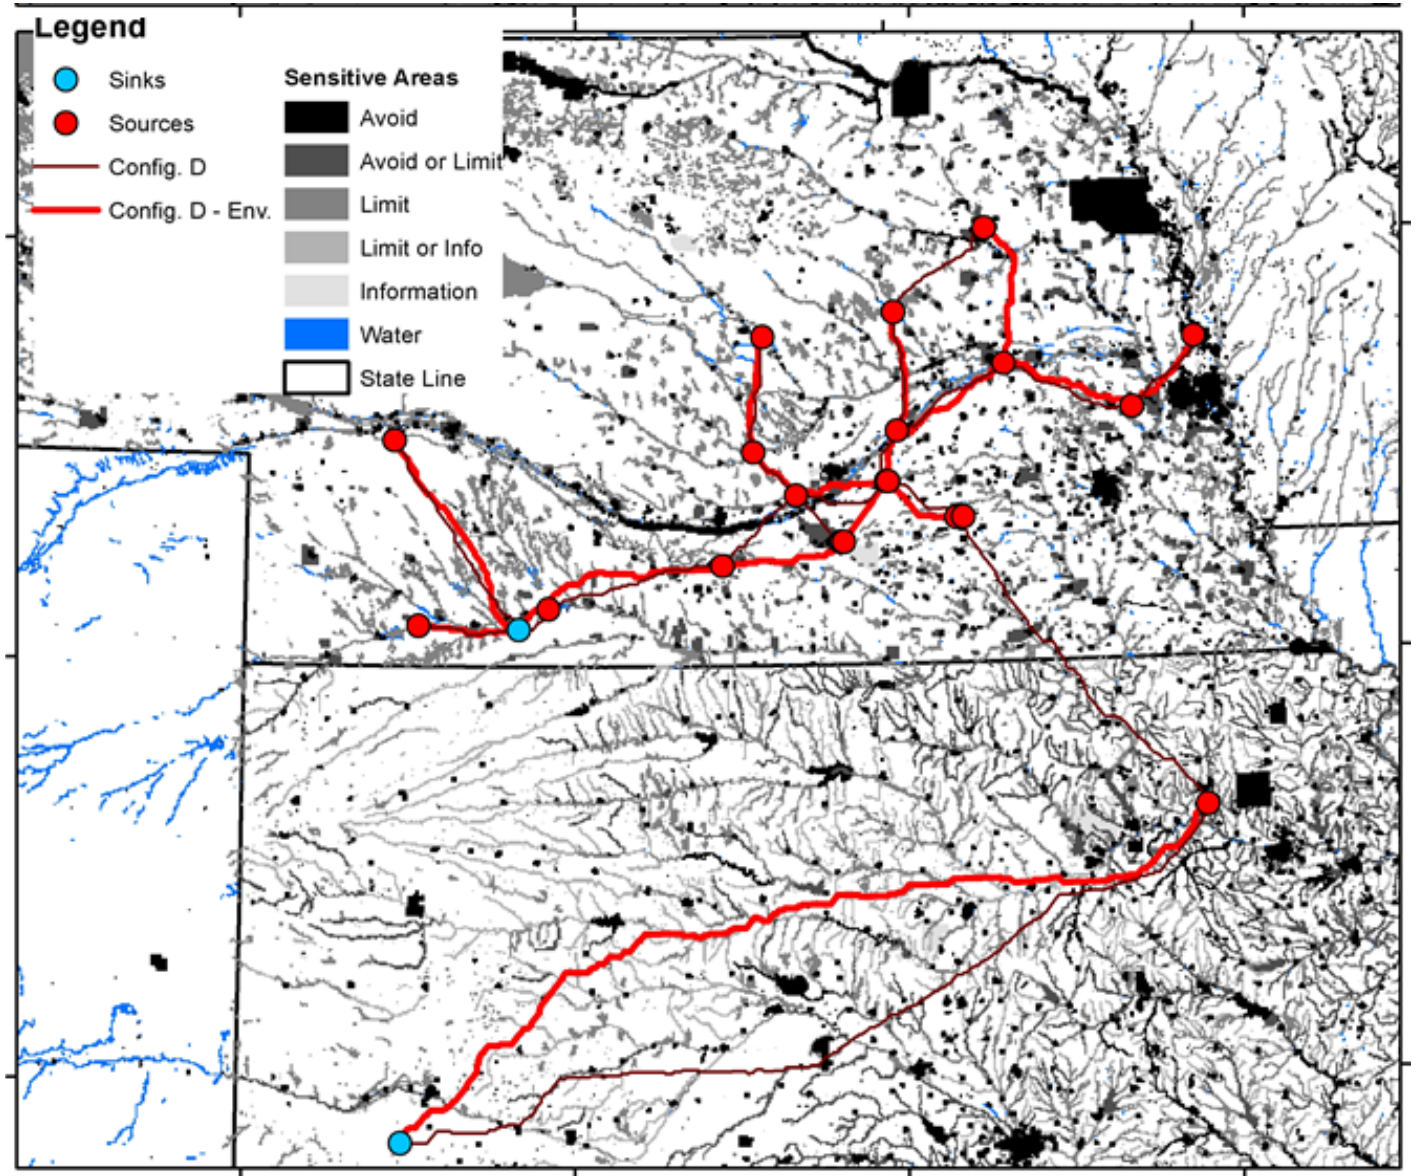 Legend
Sinks
Sources
Config. D
Config. D - Env.
Sensitive Areas
Avoid
Avoid or Limit
Limit
Limit or Info
Information
Water
State Line